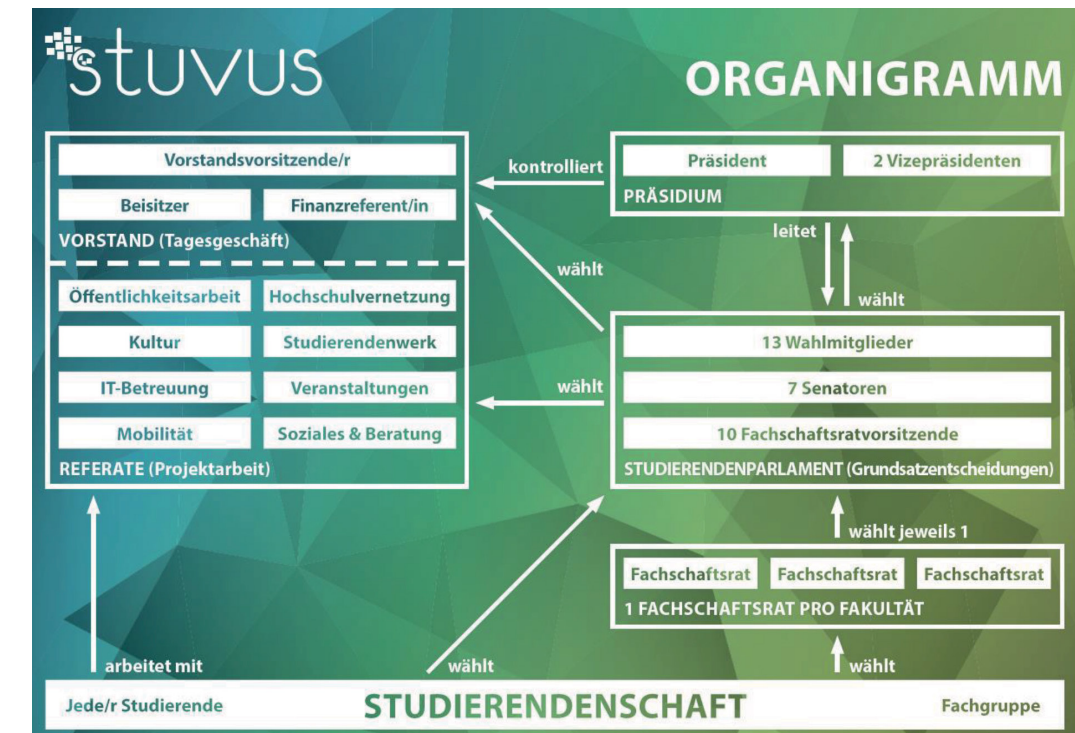 stuvus
ORGANIGRAMM
Vorstandsvorsitzende/r
Beisitzer
Finanzreferent/in
VORSTAND (Tagesgeschäft)
Öffentlichkeitsarbeit
Hochschulvernetzung
Kultur
Studierendenwerk
IT-Betreuung
Veranstaltungen
Mobilität
Soziales & Beratung
REFERATE (Projektarbeit)
kontrolliert
Präsident
2 Vizepräsidenten
PRÄSIDIUM
leitet
wählt
wählt
13 Wahlmitglieder
wählt
7 Senatoren
10 Fachschaftsratvorsitzende
STUDIERENDENPARLAMENT (Grundsatzentscheidungen)
wählt jeweils 1
Fachschaftsrat
Fachschaftsrat
Fachschaftsrat
1 FACHSCHAFTSRAT PRO FAKULTÄT
arbeitet mit
wählt
wählt
Jede/r Studierende
STUDIERENDENSCHAFT
Fachgruppe